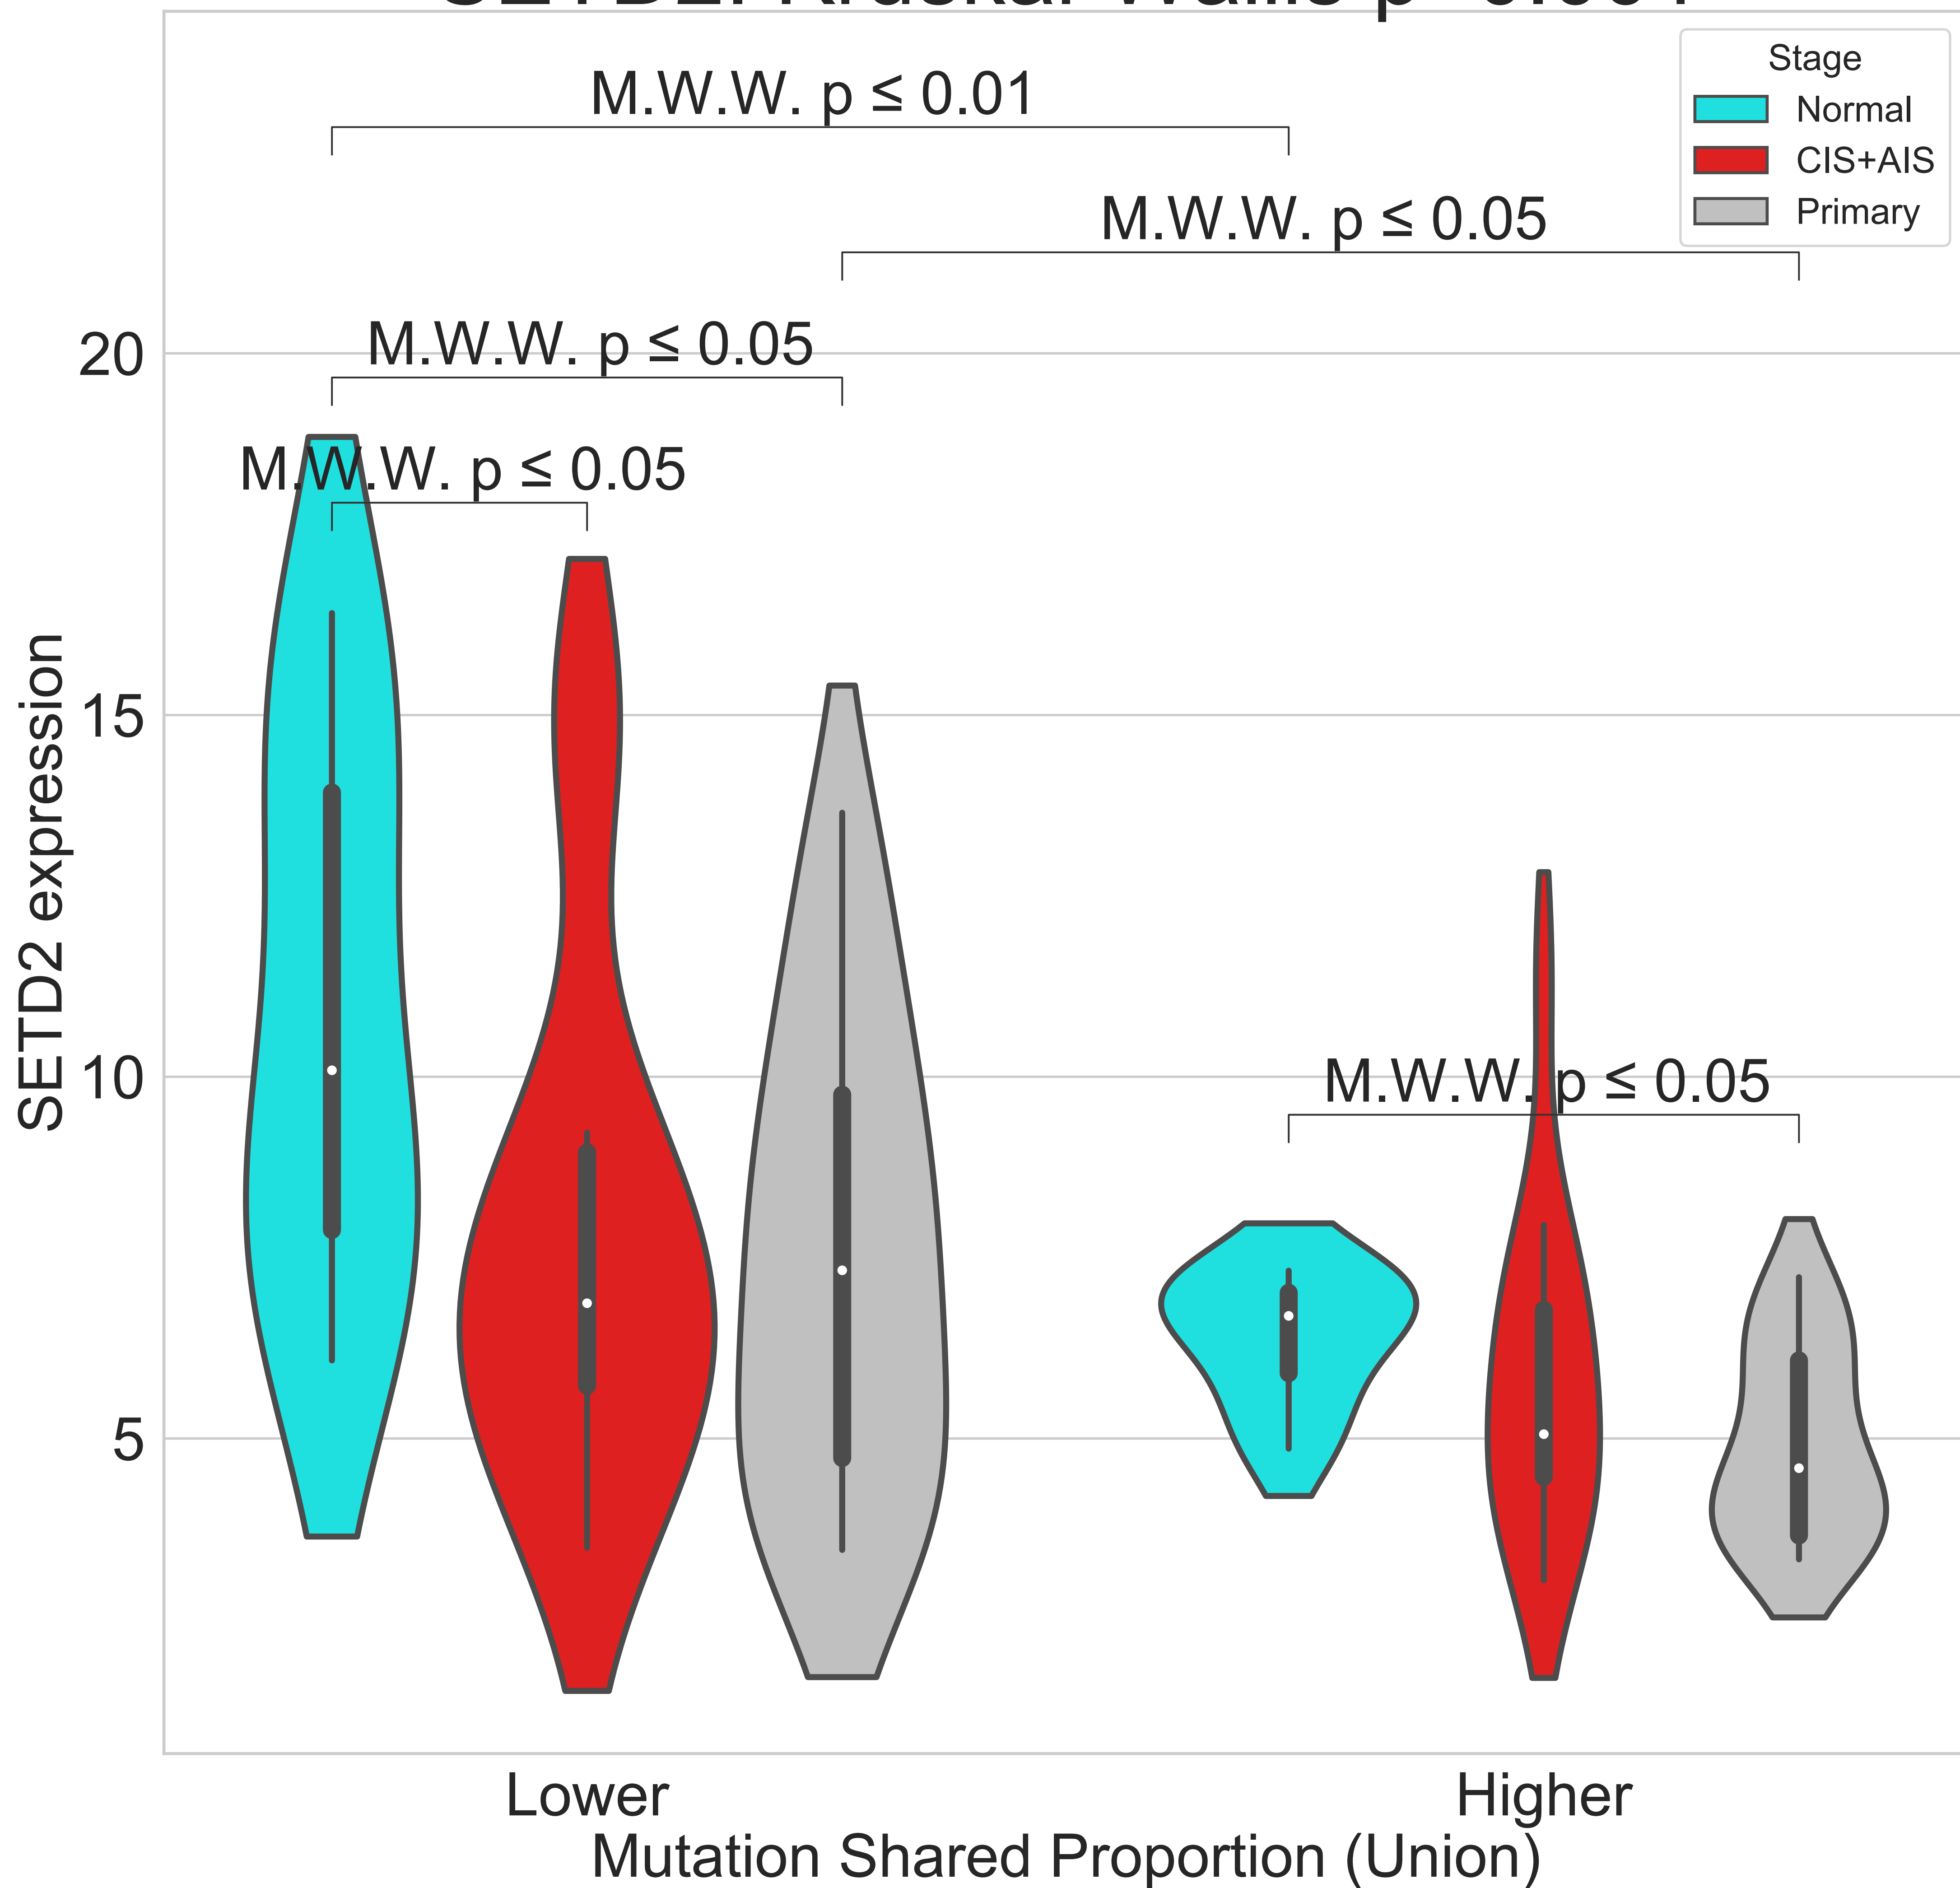 Stage
Normal
CIS+AIS
Primary
M.W.W. p ≤ 0.01
M.W.W. p ≤ 0.05
M.W.W. p ≤ 0.05
M.W.W. p ≤ 0.05
M.W.W. p ≤ 0.05
SETD2 expression
20
15
10
5
Lower
Higher
Mutation Shared Proportion (Union)